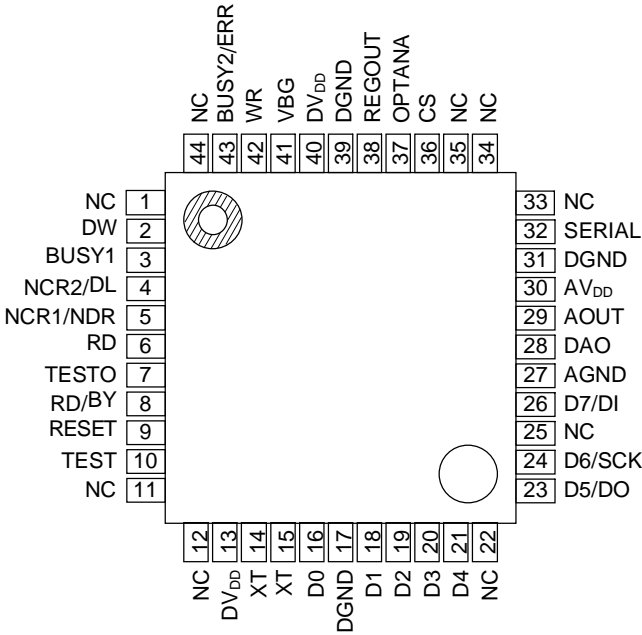 NC
BUSY2/ERR
WR
VBG
DVDD
DGND
REGOUT
OPTANA
CS
NC
NC
44
43
42
41
40
39
38
37
36
35
34
NC 1
DW 2
BUSY1 3
NCR2/DL 4
NCR1/NDR 5
RD 6
TESTO 7
RD/BY 8
RESET 9
TEST 10
NC 11
33 NC
32 SERIAL
31 DGND
30 AVDD
29 AOUT
28 DAO
27 AGND
26 D7/DI
25 NC
24 D6/SCK
23 D5/DO
12
13
14
15
16
17
18
19
20
21
22
NC
DVDD
XT
XT
D0
DGND
D1
D2
D3
D4
NC